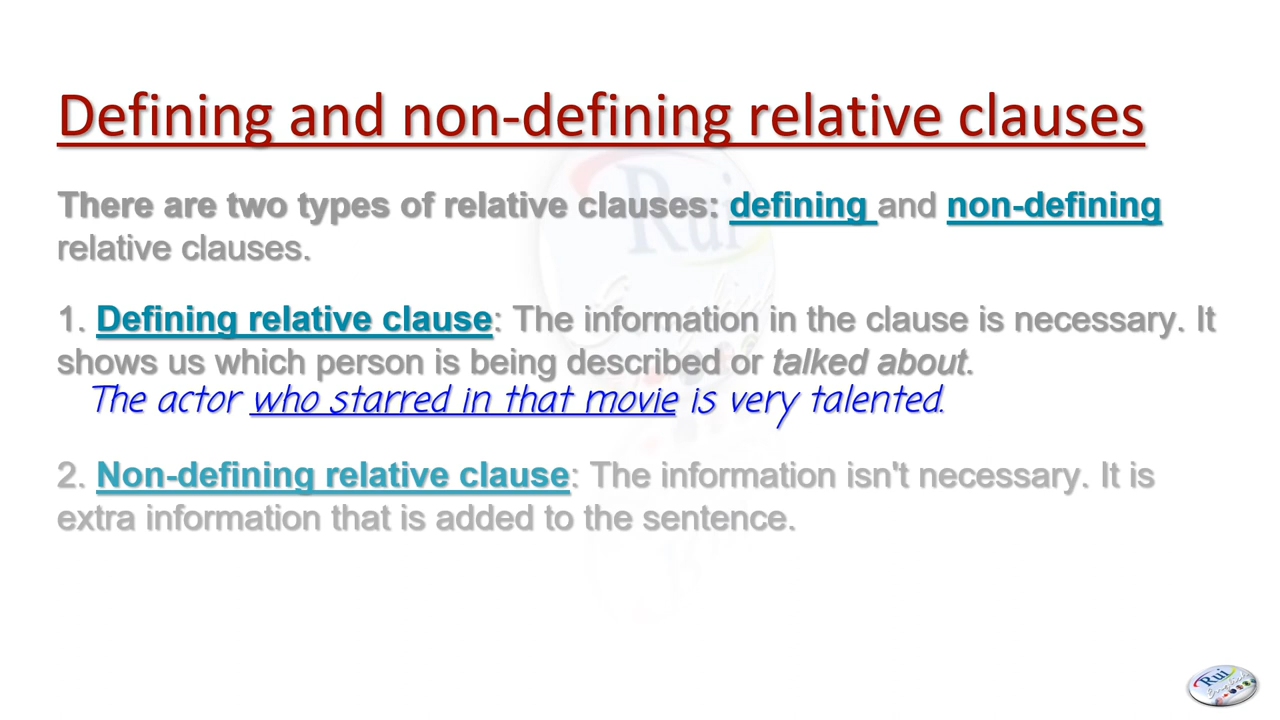 Defining and non-defining relative clauses
There are two types of relative clauses: defining and non-defining
relative clauses.
1. Defining relative clause: The information in the clause is necessary. It
shows us which person is being described or talked about.
The actor who starred in that movie is very talented.
2. Non-defining relative clause: The information isn't necessary. It is
extra information that is added to the sentence.
Rui
Rui